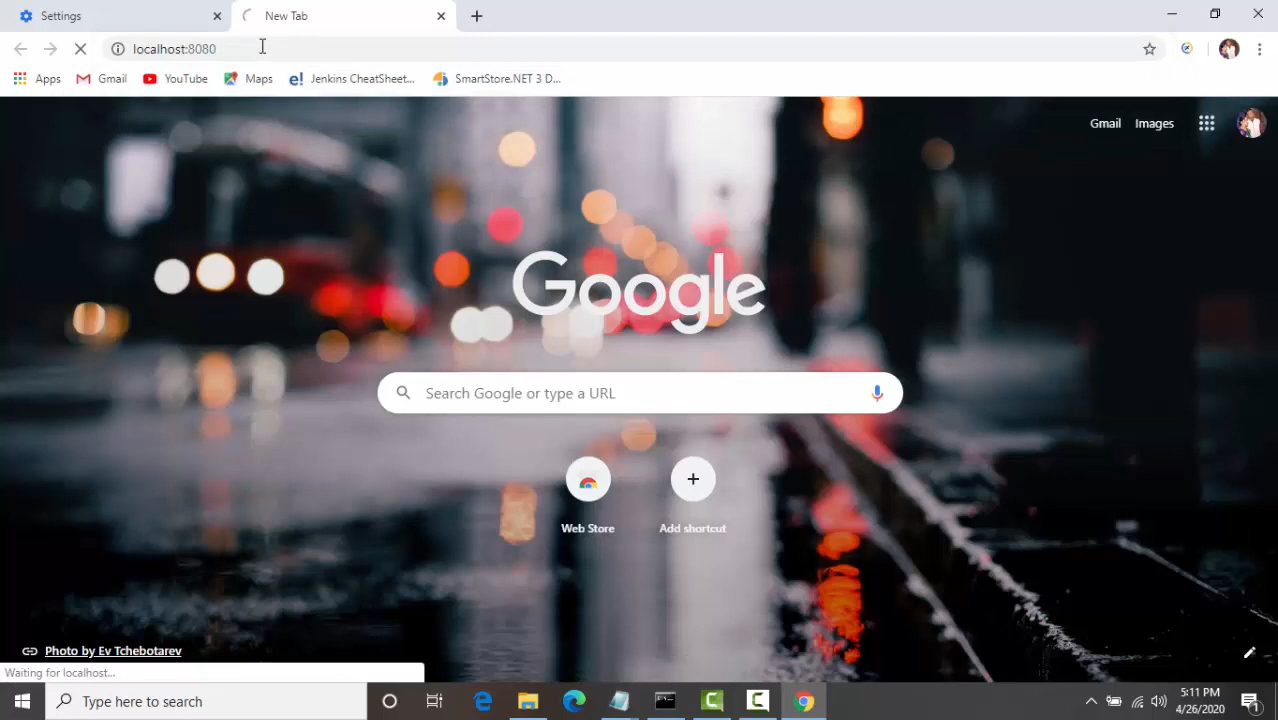 Settings
New Tab
localhost:8080
Apps
Gmail
YouTube
Maps
e! Jenkins CheatSheet...
SmartStore.NET 3 D...
Gmail
Images
Google
Search Google or type a URL
Web Store
Add shortcut
Photo by Ev Tchebotarev
Waiting for localhost...
Type here to search
5:11 PM
4/26/2020
1